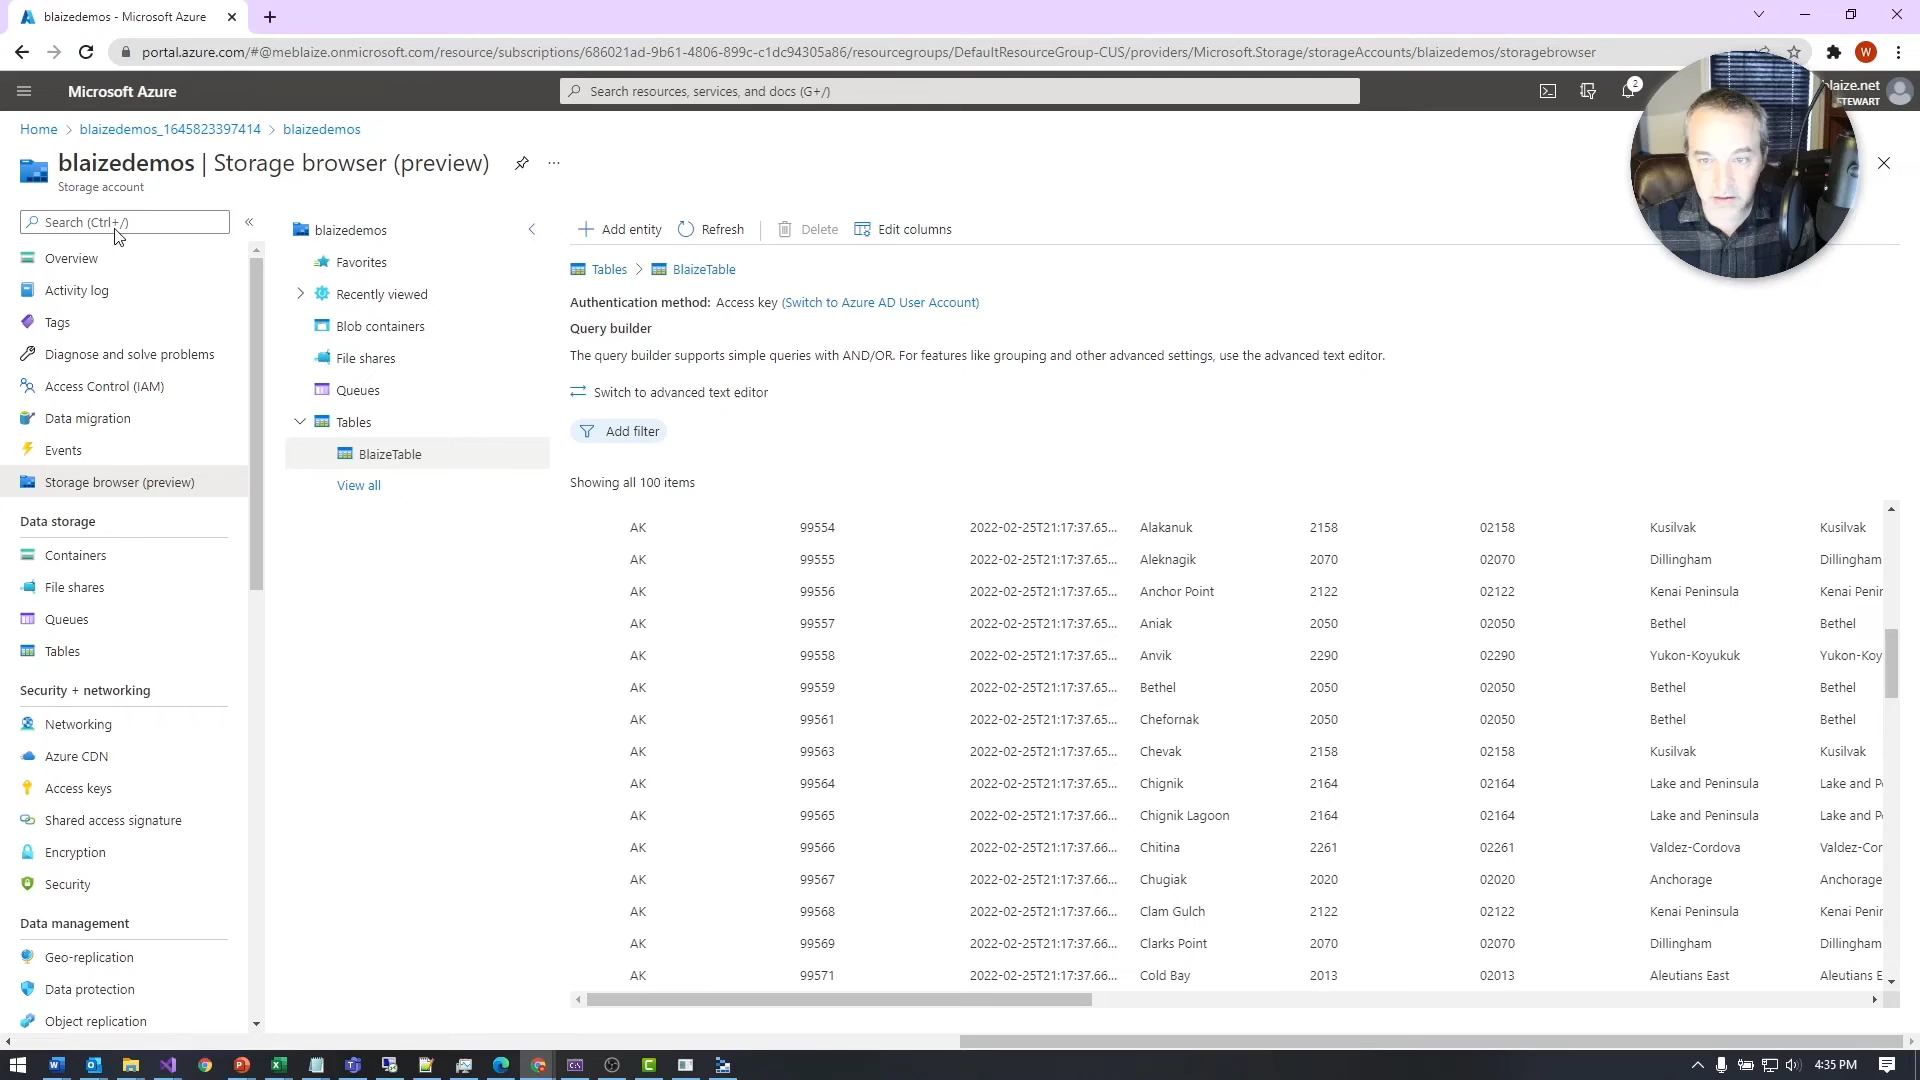 blaizedemos - Microsoft Azure
portal.azure.com/#@meblaize.onmicrosoft.com/resource/subscriptions/686021ad-9b61-4806-899c-c1dc94305a86/resourcegroups/DefaultResourceGroup-CUS/providers/Microsoft.Storage/storageAccounts/blaizedemos/storagebrowser
W
Microsoft Azure
Search resources, services, and docs (G+/)
2
blaize.net
STEWART
Home > blaizedemos_1645823397414 > blaizedemos
blaizedemos | Storage browser (preview)
Storage account
Search (Ctrl+/)
Overview
Activity log
Tags
Diagnose and solve problems
Access Control (IAM)
Data migration
Events
Storage browser (preview)
Data storage
Containers
File shares
Queues
Tables
Security + networking
Networking
Azure CDN
Access keys
Shared access signature
Encryption
Security
Data management
Geo-replication
Data protection
Object replication
blaizedemos
Favorites
Recently viewed
Blob containers
File shares
Queues
Tables
BlaizeTable
View all
Add entity Refresh Delete Edit columns
Tables > BlaizeTable
Authentication method: Access key (Switch to Azure AD User Account)
Query builder
The query builder supports simple queries with AND/OR. For features like grouping and other advanced settings, use the advanced text editor.
Switch to advanced text editor
Add filter
Showing all 100 items
AK 99554 2022-02-25T21:17:37.65... Alakanuk 2158 02158 Kusilvak Kusilvak
AK 99555 2022-02-25T21:17:37.65... Aleknagik 2070 02070 Dillingham Dillingham
AK 99556 2022-02-25T21:17:37.65... Anchor Point 2122 02122 Kenai Peninsula Kenai Penir
AK 99557 2022-02-25T21:17:37.65... Aniak 2050 02050 Bethel Bethel
AK 99558 2022-02-25T21:17:37.65... Anvik 2290 02290 Yukon-Koyukuk Yukon-Koy
AK 99559 2022-02-25T21:17:37.65... Bethel 2050 02050 Bethel Bethel
AK 99561 2022-02-25T21:17:37.65... Chefornak 2050 02050 Bethel Bethel
AK 99563 2022-02-25T21:17:37.65... Chevak 2158 02158 Kusilvak Kusilvak
AK 99564 2022-02-25T21:17:37.65... Chignik 2164 02164 Lake and Peninsula Lake and P
AK 99565 2022-02-25T21:17:37.66... Chignik Lagoon 2164 02164 Lake and Peninsula Lake and P
AK 99566 2022-02-25T21:17:37.66... Chitina 2261 02261 Valdez-Cordova Valdez-Cor
AK 99567 2022-02-25T21:17:37.66... Chugiak 2020 02020 Anchorage Anchorage
AK 99568 2022-02-25T21:17:37.66... Clam Gulch 2122 02122 Kenai Peninsula Kenai Penir
AK 99569 2022-02-25T21:17:37.66... Clarks Point 2070 02070 Dillingham Dillingham
AK 99571 2022-02-25T21:17:37.66... Cold Bay 2013 02013 Aleutians East Aleutians E
4:35 PM